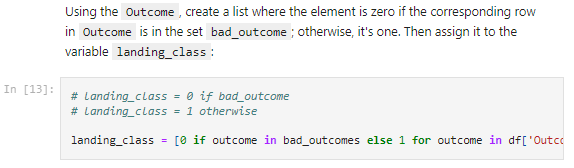 Using the Outcome, create a list where the element is zero if the corresponding row
in Outcome is in the set bad_outcome; otherwise, it's one. Then assign it to the
variable landing_class:
In [13]:
# landing_class = 0 if bad_outcome
# landing_class = 1 otherwise
landing_class = [0 if outcome in bad_outcomes else 1 for outcome in df['Outco